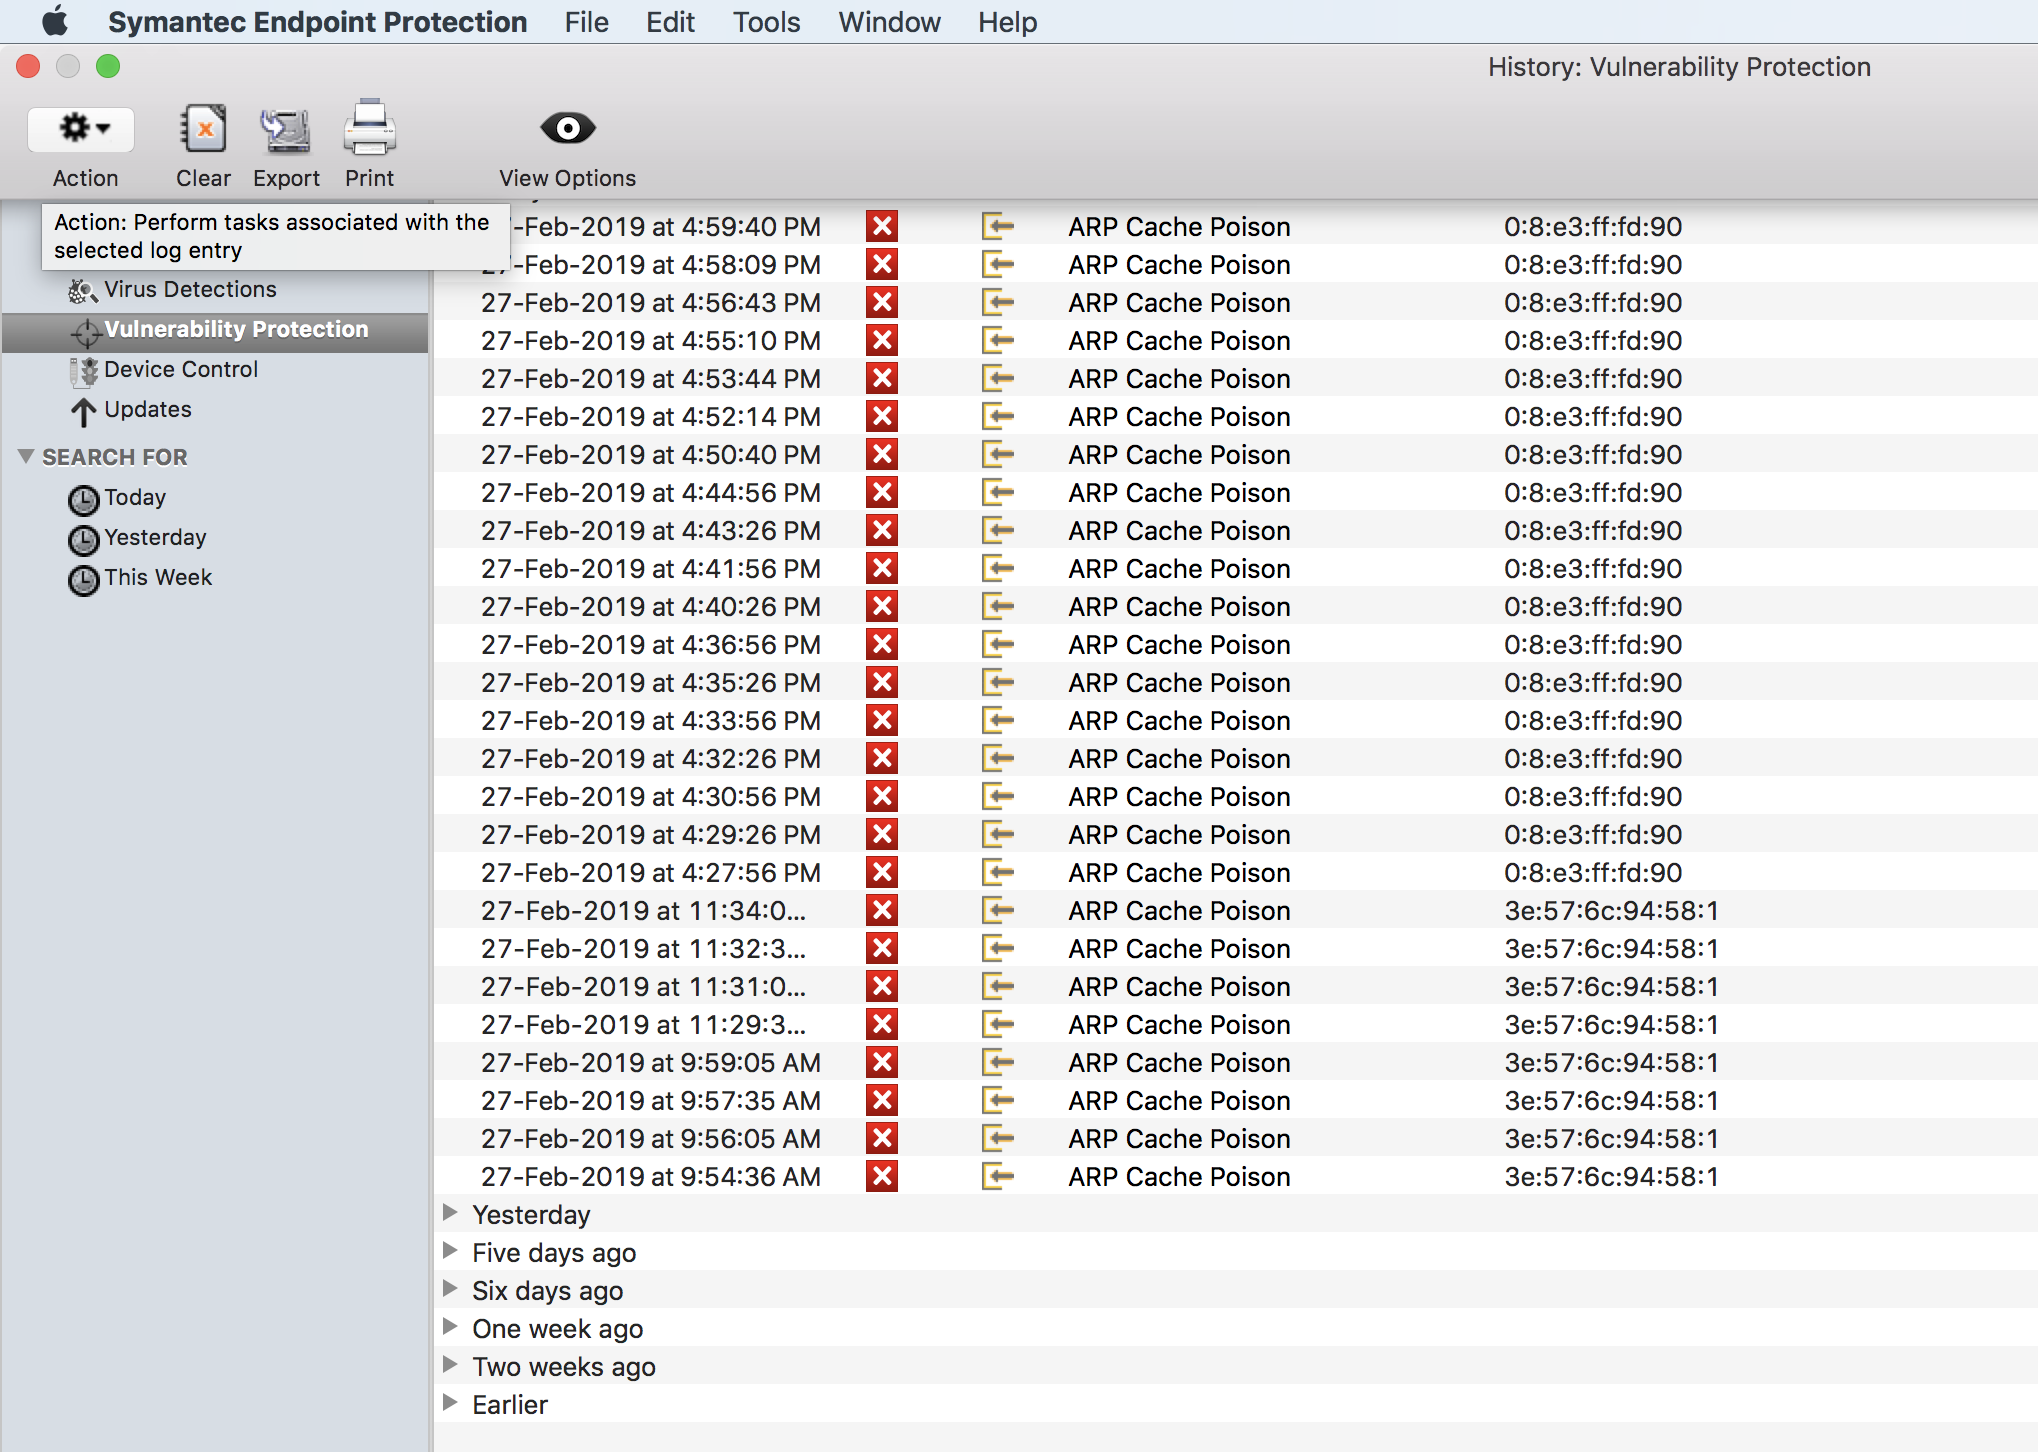 Symantec Endpoint Protection File Edit Tools Window Help
History: Vulnerability Protection
Action Clear Export Print View Options
Action: Perform tasks associated with the
selected log entry
Virus Detections
Vulnerability Protection
Device Control
Updates
SEARCH FOR
Today
Yesterday
This Week
-Feb-2019 at 4:59:40 PM ARP Cache Poison 0:8:e3:ff:fd:90
27-Feb-2019 at 4:58:09 PM ARP Cache Poison 0:8:e3:ff:fd:90
27-Feb-2019 at 4:56:43 PM ARP Cache Poison 0:8:e3:ff:fd:90
27-Feb-2019 at 4:55:10 PM ARP Cache Poison 0:8:e3:ff:fd:90
27-Feb-2019 at 4:53:44 PM ARP Cache Poison 0:8:e3:ff:fd:90
27-Feb-2019 at 4:52:14 PM ARP Cache Poison 0:8:e3:ff:fd:90
27-Feb-2019 at 4:50:40 PM ARP Cache Poison 0:8:e3:ff:fd:90
27-Feb-2019 at 4:44:56 PM ARP Cache Poison 0:8:e3:ff:fd:90
27-Feb-2019 at 4:43:26 PM ARP Cache Poison 0:8:e3:ff:fd:90
27-Feb-2019 at 4:41:56 PM ARP Cache Poison 0:8:e3:ff:fd:90
27-Feb-2019 at 4:40:26 PM ARP Cache Poison 0:8:e3:ff:fd:90
27-Feb-2019 at 4:36:56 PM ARP Cache Poison 0:8:e3:ff:fd:90
27-Feb-2019 at 4:35:26 PM ARP Cache Poison 0:8:e3:ff:fd:90
27-Feb-2019 at 4:33:56 PM ARP Cache Poison 0:8:e3:ff:fd:90
27-Feb-2019 at 4:32:26 PM ARP Cache Poison 0:8:e3:ff:fd:90
27-Feb-2019 at 4:30:56 PM ARP Cache Poison 0:8:e3:ff:fd:90
27-Feb-2019 at 4:29:26 PM ARP Cache Poison 0:8:e3:ff:fd:90
27-Feb-2019 at 4:27:56 PM ARP Cache Poison 0:8:e3:ff:fd:90
27-Feb-2019 at 11:34:0... ARP Cache Poison 3e:57:6c:94:58:1
27-Feb-2019 at 11:32:3... ARP Cache Poison 3e:57:6c:94:58:1
27-Feb-2019 at 11:31:0... ARP Cache Poison 3e:57:6c:94:58:1
27-Feb-2019 at 11:29:3... ARP Cache Poison 3e:57:6c:94:58:1
27-Feb-2019 at 9:59:05 AM ARP Cache Poison 3e:57:6c:94:58:1
27-Feb-2019 at 9:57:35 AM ARP Cache Poison 3e:57:6c:94:58:1
27-Feb-2019 at 9:56:05 AM ARP Cache Poison 3e:57:6c:94:58:1
27-Feb-2019 at 9:54:36 AM ARP Cache Poison 3e:57:6c:94:58:1
Yesterday
Five days ago
Six days ago
One week ago
Two weeks ago
Earlier